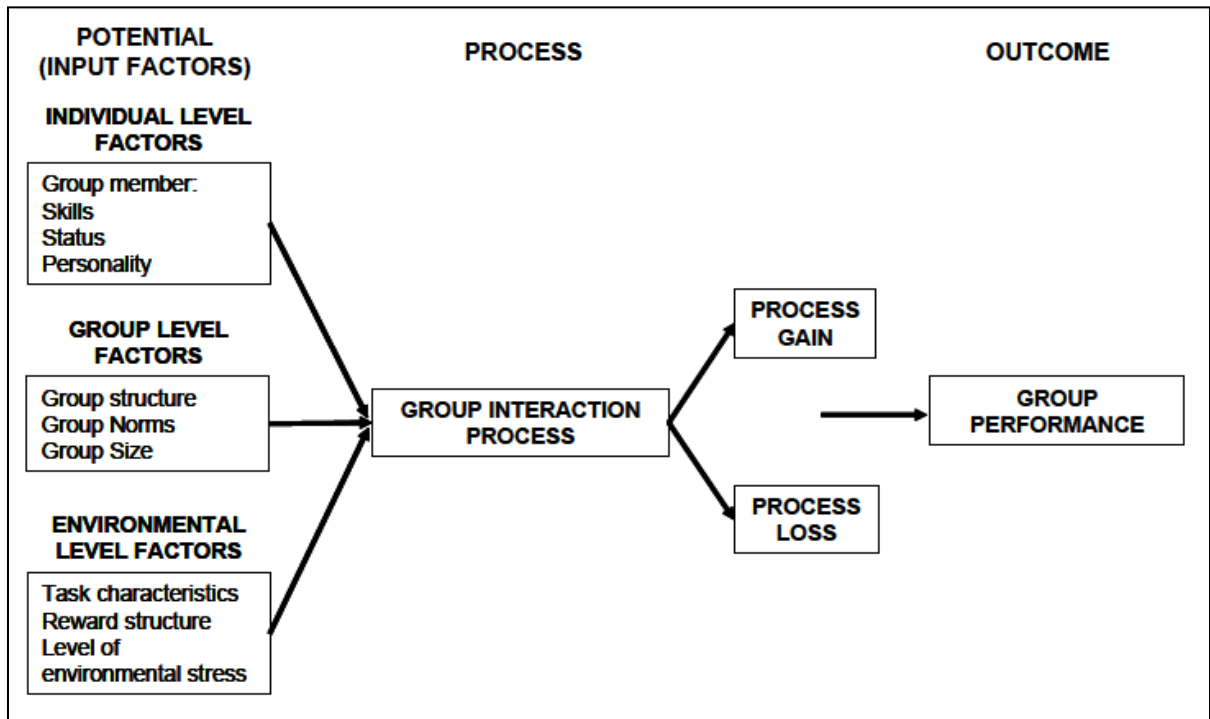 POTENTIAL
(INPUT FACTORS)
PROCESS
OUTCOME
INDIVIDUAL LEVEL
FACTORS
Group member:
Skills
Status
Personality
GROUP LEVEL
FACTORS
Group structure
Group Norms
Group Size
ENVIRONMENTAL
LEVEL FACTORS
Task characteristics
Reward structure
Level of
environmental stress
GROUP INTERACTION
PROCESS
PROCESS
GAIN
PROCESS
LOSS
GROUP
PERFORMANCE